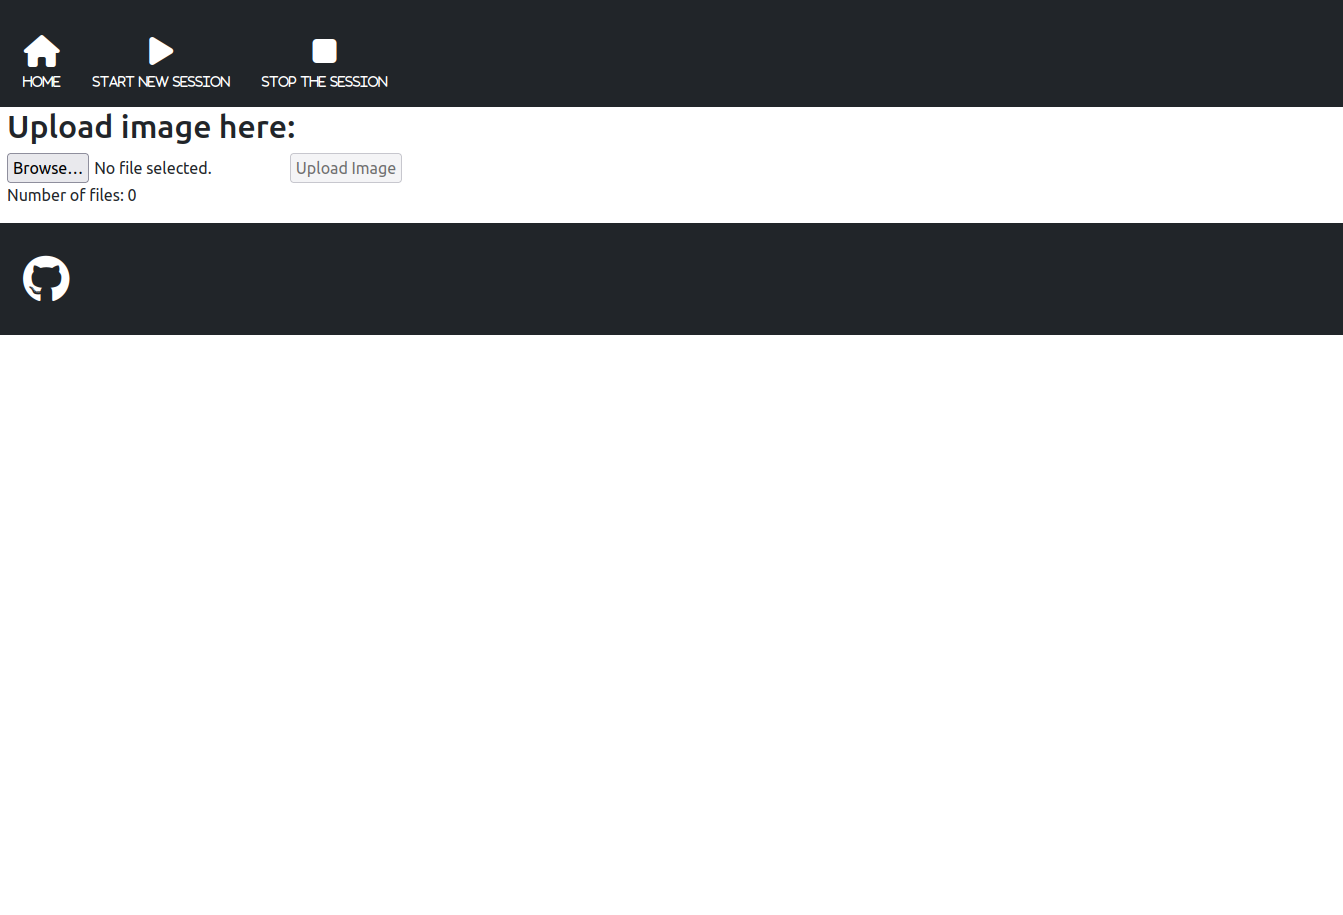 HOME START NEW SESSION STOP THE SESSION
Upload image here:
Browse... No file selected. Upload Image
Number of files: 0